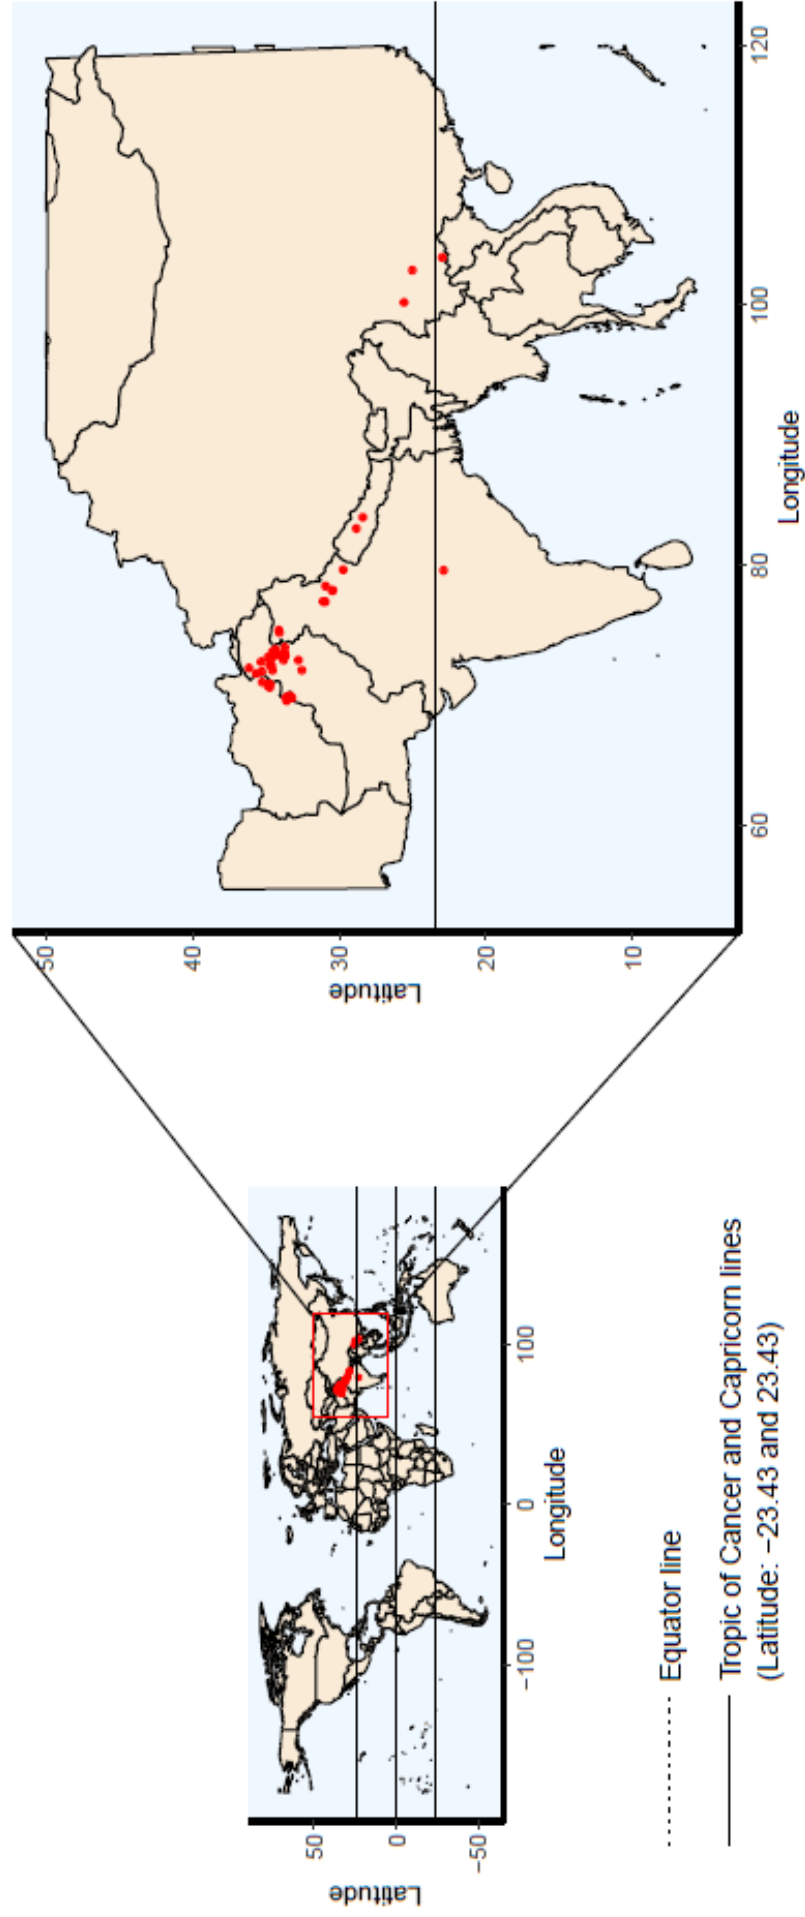 50
0
−50
Latitude
−100
0
100
Longitude
Equator line
Tropic of Cancer and Capricorn lines
(Latitude: −23.43 and 23.43)
50
40
30
20
10
Latitude
60
80
100
120
Longitude